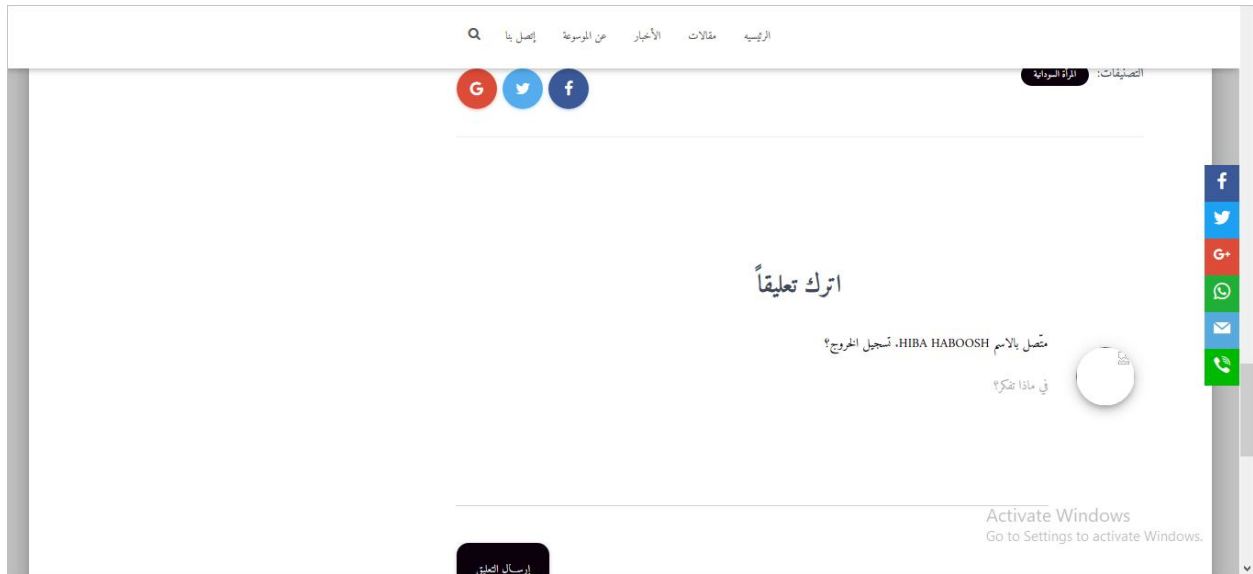 الرئيسيه مقالات الأخبار عن الموسوعة إتصل بنا
التصنيفات: المرأة السودانية
G f
f
G+
اترك تعليقاً
متّصل بالاسم HIBA HABOOSH. تسجيل الخروج؟
في ماذا تفكر؟
Activate Windows
Go to Settings to activate Windows.
إرسال التعليق